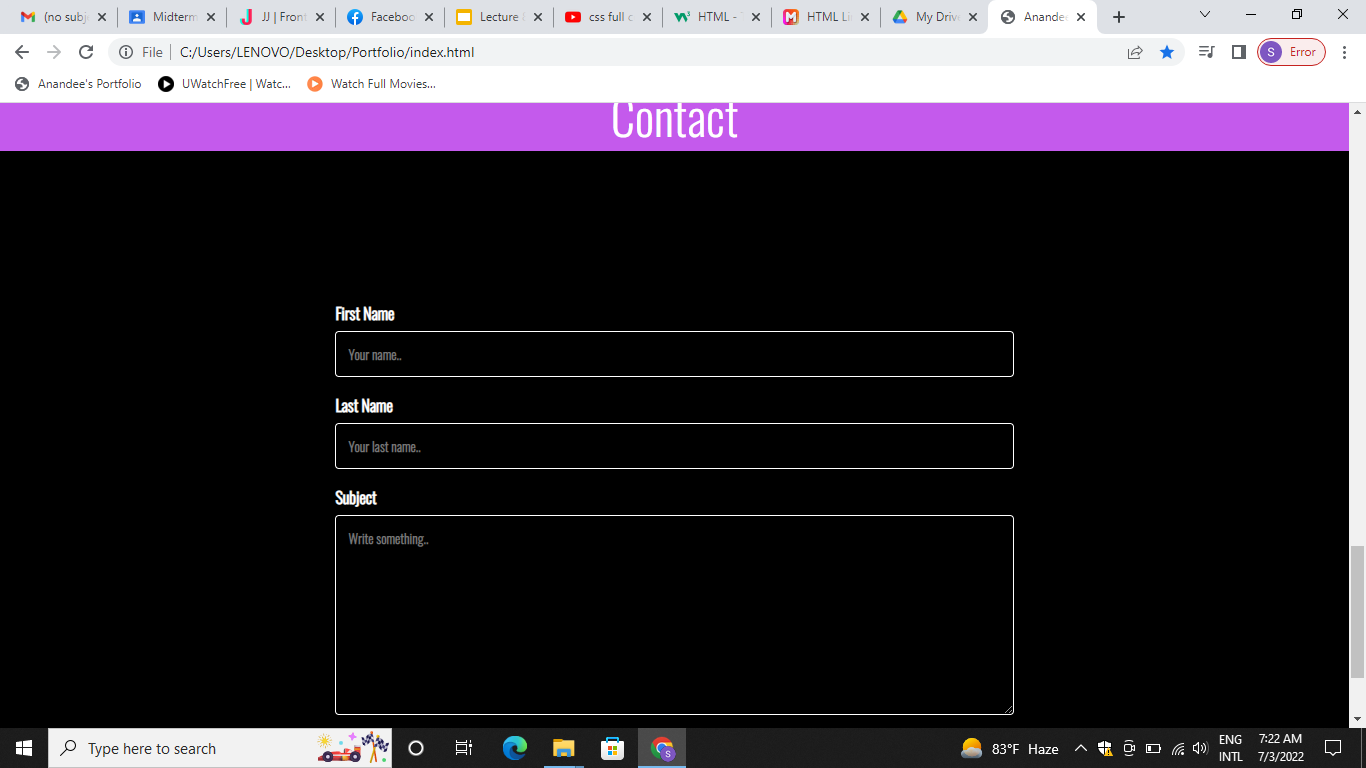 (no subj
Midterm
JJ | Front
Faceboo
Lecture
css full c
HTML -
HTML Li
My Driv
Anandee
File
C:/Users/LENOVO/Desktop/Portfolio/index.html
S
Error
Anandee's Portfolio
UWatchFree | Watc...
Watch Full Movies...
Contact
First Name
Your name..
Last Name
Your last name..
Subject
Write something..
Type here to search
83°F Haze
ENG
INTL
7:22 AM
7/3/2022